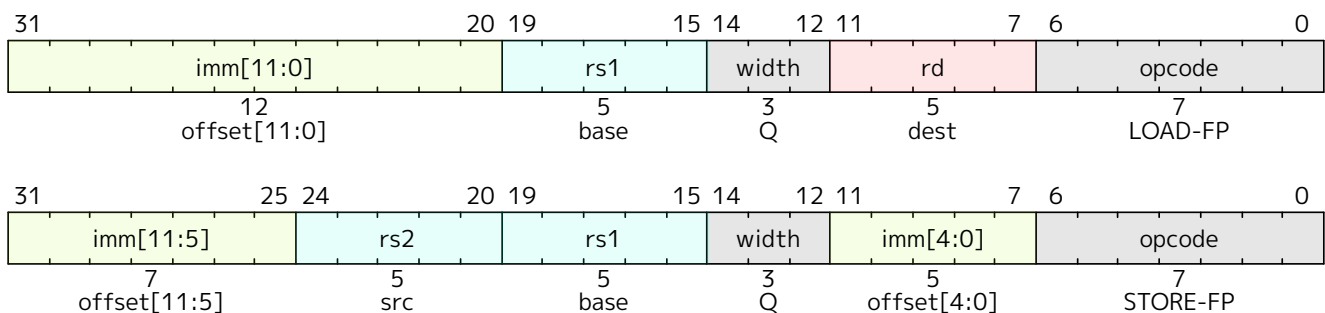 31 20 19 15 14 12 11 7 6 0
imm[11:0] rs1 width rd opcode
12 5 3 5 7
offset[11:0] base Q dest LOAD-FP
31 25 24 20 19 15 14 12 11 7 6 0
imm[11:5] rs2 rs1 width imm[4:0] opcode
7 5 5 3 5 7
offset[11:5] src base Q offset[4:0] STORE-FP